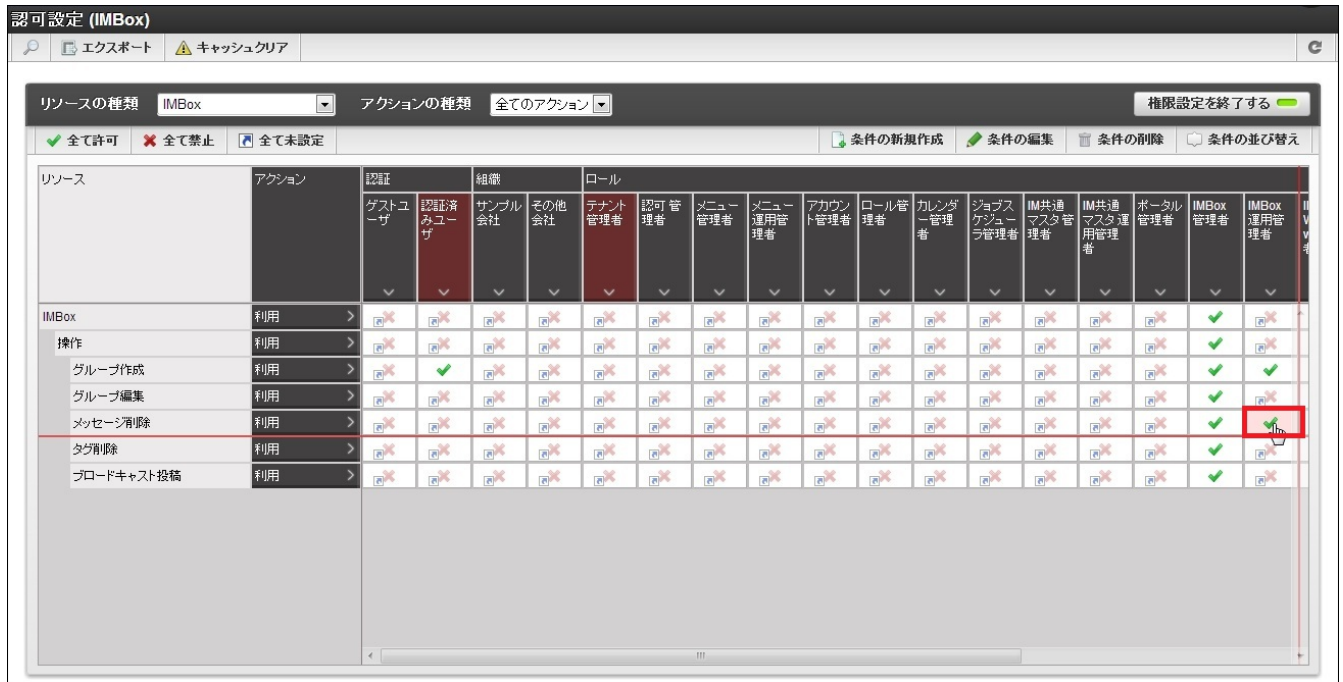 認可設定 (IMBox)
エクスポート キャッシュクリア
リソースの種類 IMBox アクションの種類 全てのアクション 権限設定を終了する
全て許可 全て禁止 全て未設定 条件の新規作成 条件の編集 条件の削除 条件の並び替え
リソース アクション 認証 組織 ロール
ゲストユーザ 認証済みユーザ サンプル会社 その他会社 テナント管理者 認可管理者 メニュー管理者 メニュー運用管理者 アカウント管理者 ロール管理者 カレンダー管理者 ジョブスケジューラ管理者 IM共通マスタ管理者 IM共通マスタ運用管理者 ポータル管理者 IMBox管理者 IMBox運用管理者
IMBox 利用
操作 利用
グループ作成 利用
グループ編集 利用
メッセージ削除 利用
タグ削除 利用
ブロードキャスト投稿 利用